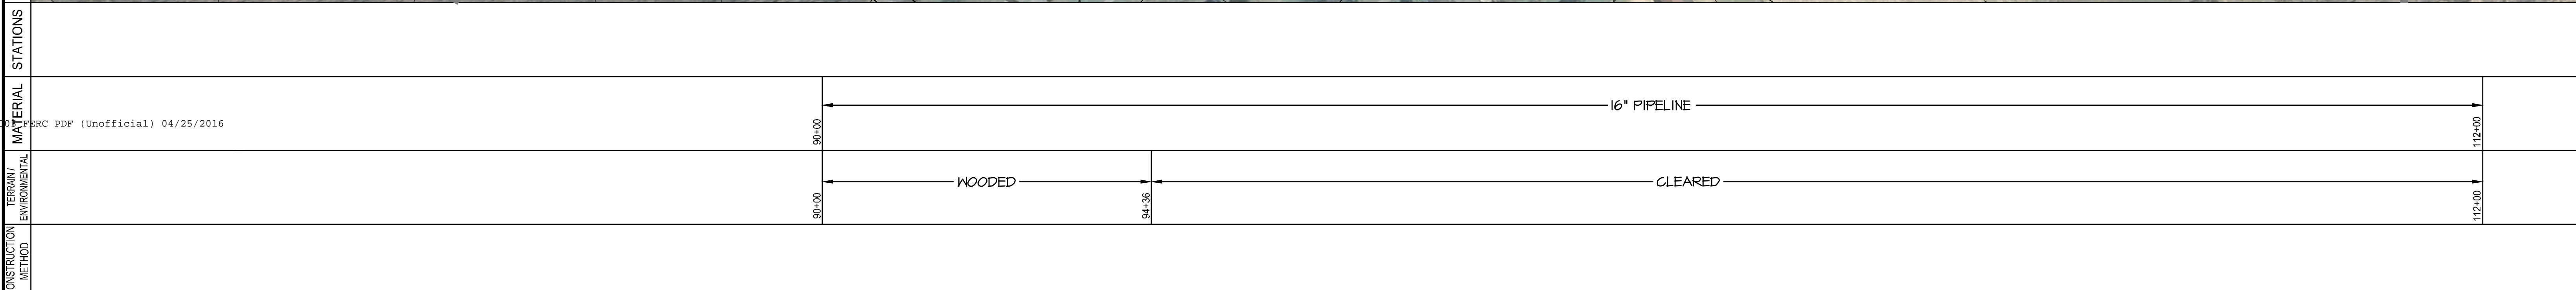 STATIONS
MATERIAL
16" PIPELINE
90+00
112+00
FERC PDF (Unofficial) 04/25/2016
TERRAIN /
ENVIRONMENTAL
WOODED
CLEARED
90+00
94+36
112+00
METHOD